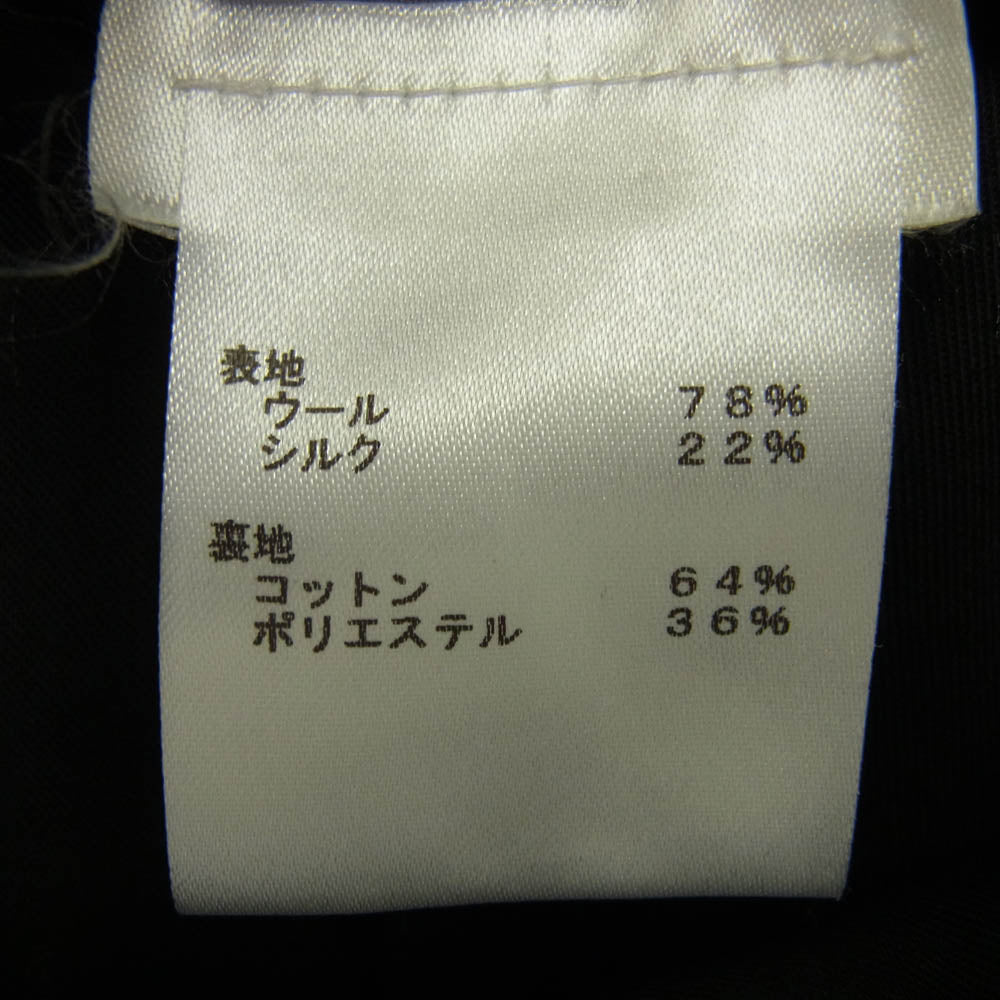 表地
ウール 78%
シルク 22%
裏地
コットン 64%
ポリエステル 36%